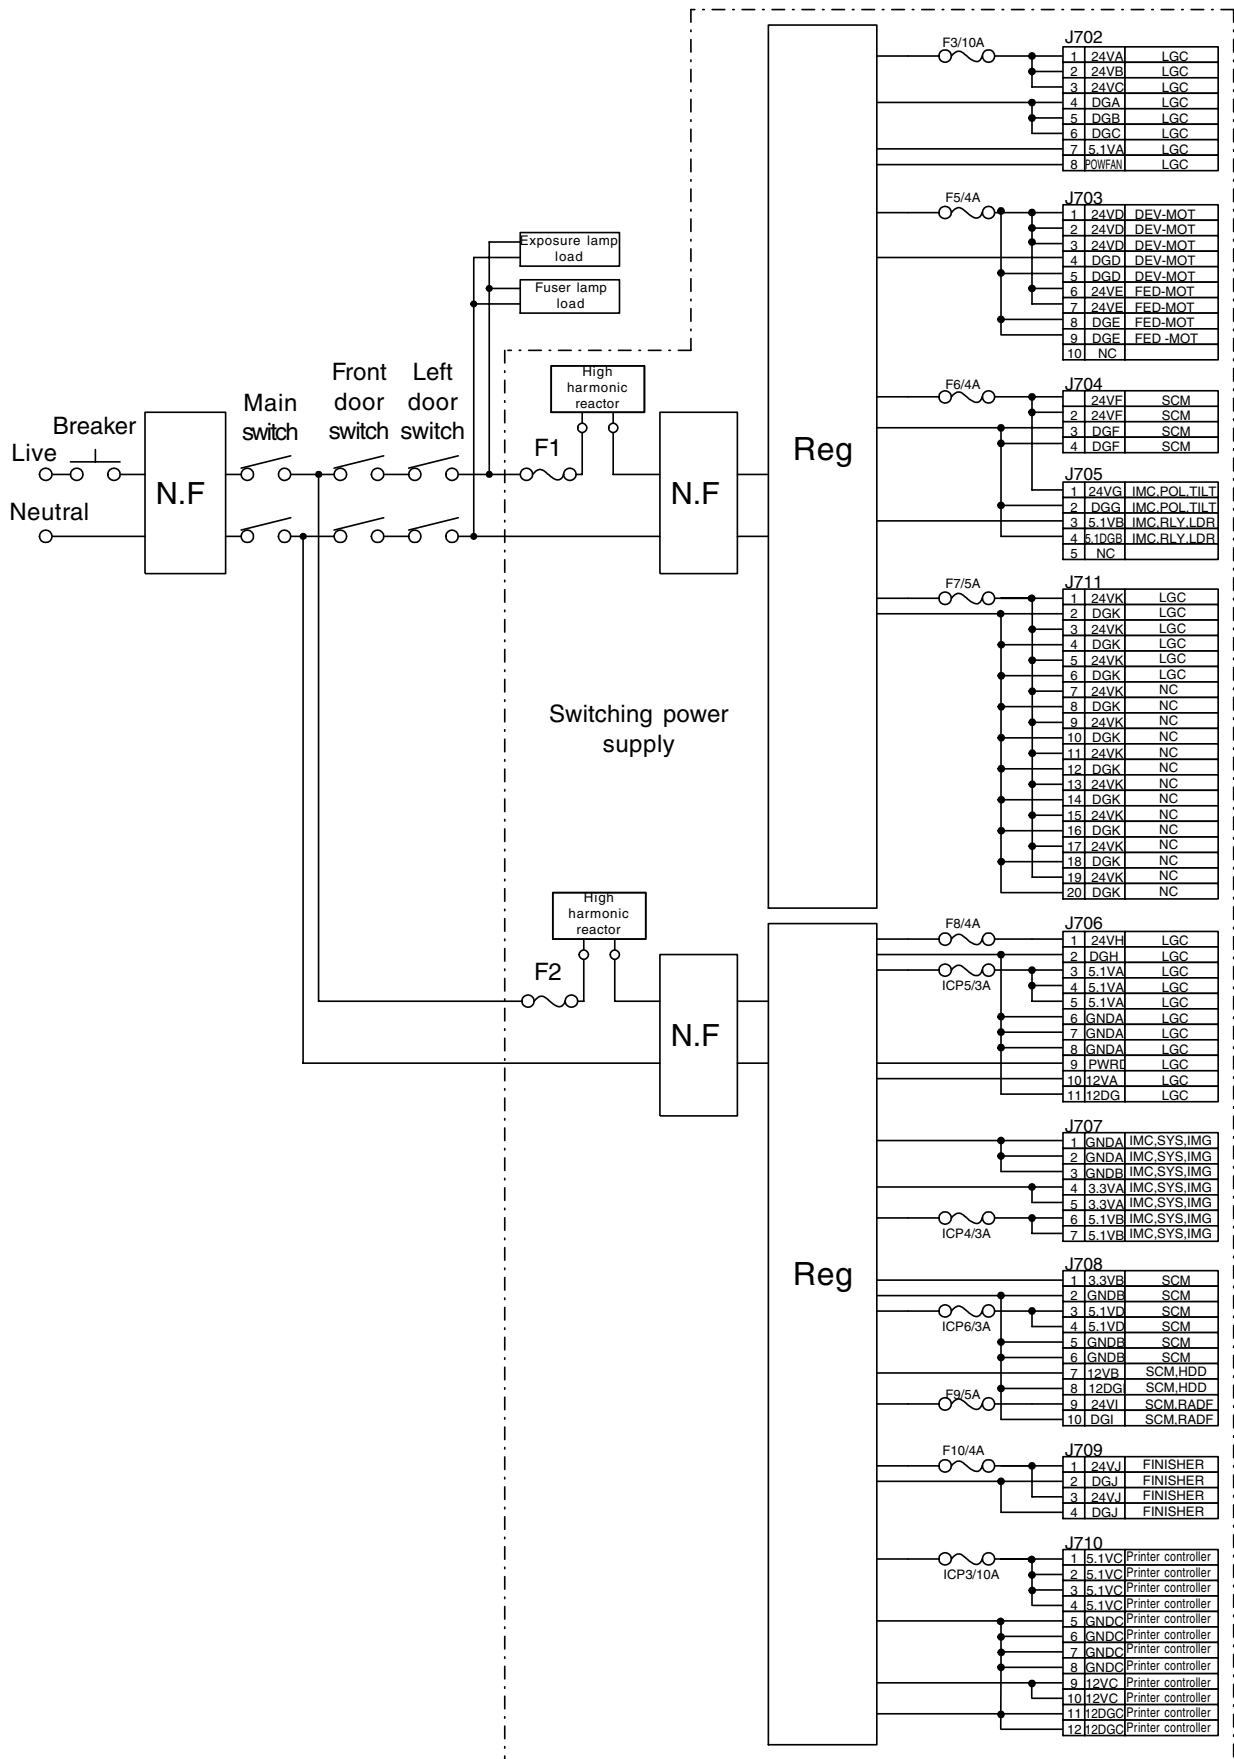 Live
Breaker
Neutral
N.F
Main
switch
Front
door
switch
Left
door
switch
Exposure lamp
load
Fuser lamp
load
F1
High
harmonic
reactor
N.F
Reg
Switching power
supply
F2
High
harmonic
reactor
N.F
Reg
F3/10A
J702
1 24VA LGC
2 24VB LGC
3 24VC LGC
4 DGA LGC
5 DGB LGC
6 DGC LGC
7 5.1VA LGC
8 POWFAN LGC
F5/4A
J703
1 24VD DEV-MOT
2 24VD DEV-MOT
3 24VD DEV-MOT
4 DGD DEV-MOT
5 DGD DEV-MOT
6 24VE FED-MOT
7 24VE FED-MOT
8 DGE FED-MOT
9 DGE FED -MOT
10 NC
F6/4A
J704
1 24VF SCM
2 24VF SCM
3 DGF SCM
4 DGF SCM
J705
1 24VG IMC,POL,TILT
2 DGG IMC,POL,TILT
3 5.1VB IMC,RLY,LDR
4 5.1DGB IMC,RLY,LDR
5 NC
F7/5A
J711
1 24VK LGC
2 DGK LGC
3 24VK LGC
4 DGK LGC
5 24VK LGC
6 DGK LGC
7 24VK NC
8 DGK NC
9 24VK NC
10 DGK NC
11 24VK NC
12 DGK NC
13 24VK NC
14 DGK NC
15 24VK NC
16 DGK NC
17 24VK NC
18 DGK NC
19 24VK NC
20 DGK NC
F8/4A
ICP5/3A
J706
1 24VH LGC
2 DGH LGC
3 5.1VA LGC
4 5.1VA LGC
5 5.1VA LGC
6 GNDA LGC
7 GNDA LGC
8 GNDA LGC
9 PWRD LGC
10 12VA LGC
11 12DG LGC
ICP4/3A
J707
1 GNDA IMC,SYS,IMG
2 GNDA IMC,SYS,IMG
3 GNDB IMC,SYS,IMG
4 3.3VA IMC,SYS,IMG
5 3.3VA IMC,SYS,IMG
6 5.1VB IMC,SYS,IMG
7 5.1VB IMC,SYS,IMG
ICP6/3A
F9/5A
J708
1 3.3VB SCM
2 GNDB SCM
3 5.1VD SCM
4 5.1VD SCM
5 GNDB SCM
6 GNDB SCM
7 12VB SCM,HDD
8 12DG SCM,HDD
9 24VI SCM,RADF
10 DGI SCM,RADF
F10/4A
J709
1 24VJ FINISHER
2 DGJ FINISHER
3 24VJ FINISHER
4 DGJ FINISHER
ICP3/10A
J710
1 5.1VC Printer controller
2 5.1VC Printer controller
3 5.1VC Printer controller
4 5.1VC Printer controller
5 GNDC Printer controller
6 GNDC Printer controller
7 GNDC Printer controller
8 GNDC Printer controller
9 12VC Printer controller
10 12VC Printer controller
11 12DGC Printer controller
12 12DGC Printer controller